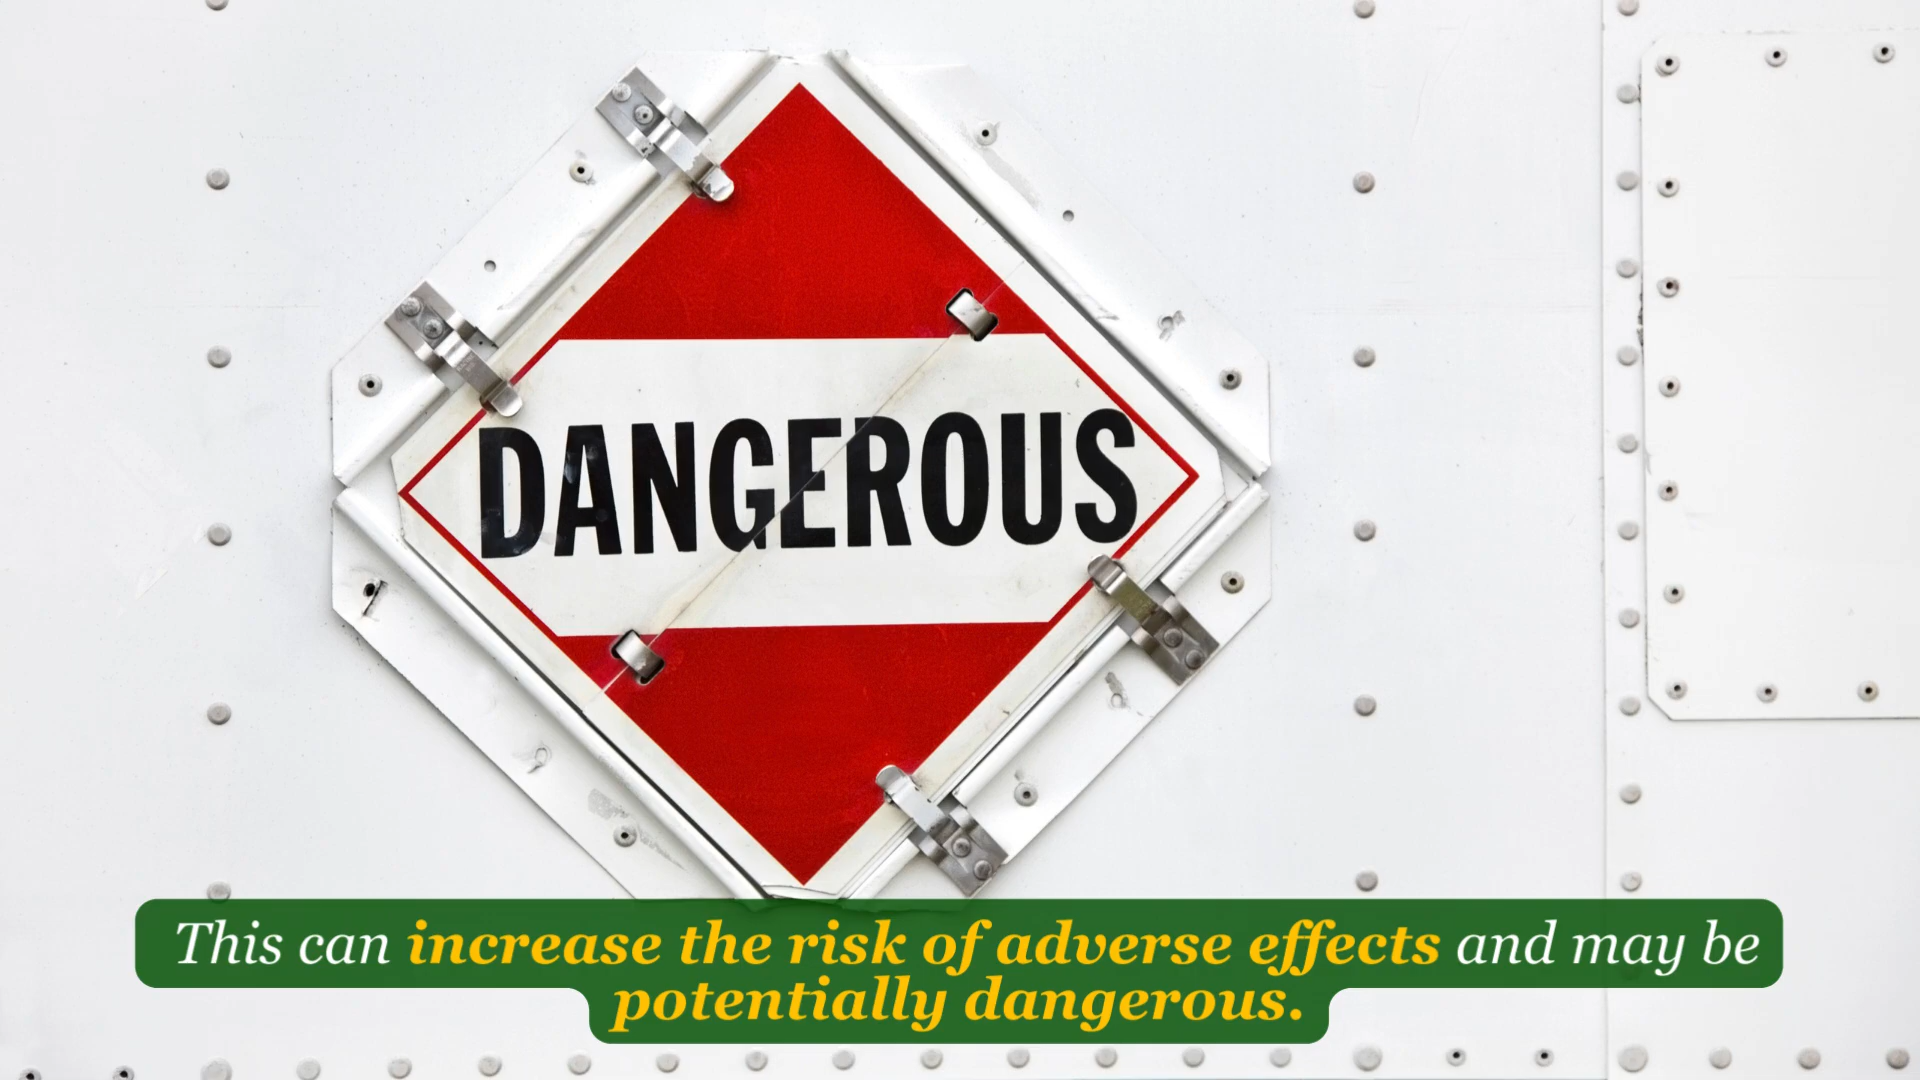 DANGEROUS
This can increase the risk of adverse effects and may be
potentially dangerous.